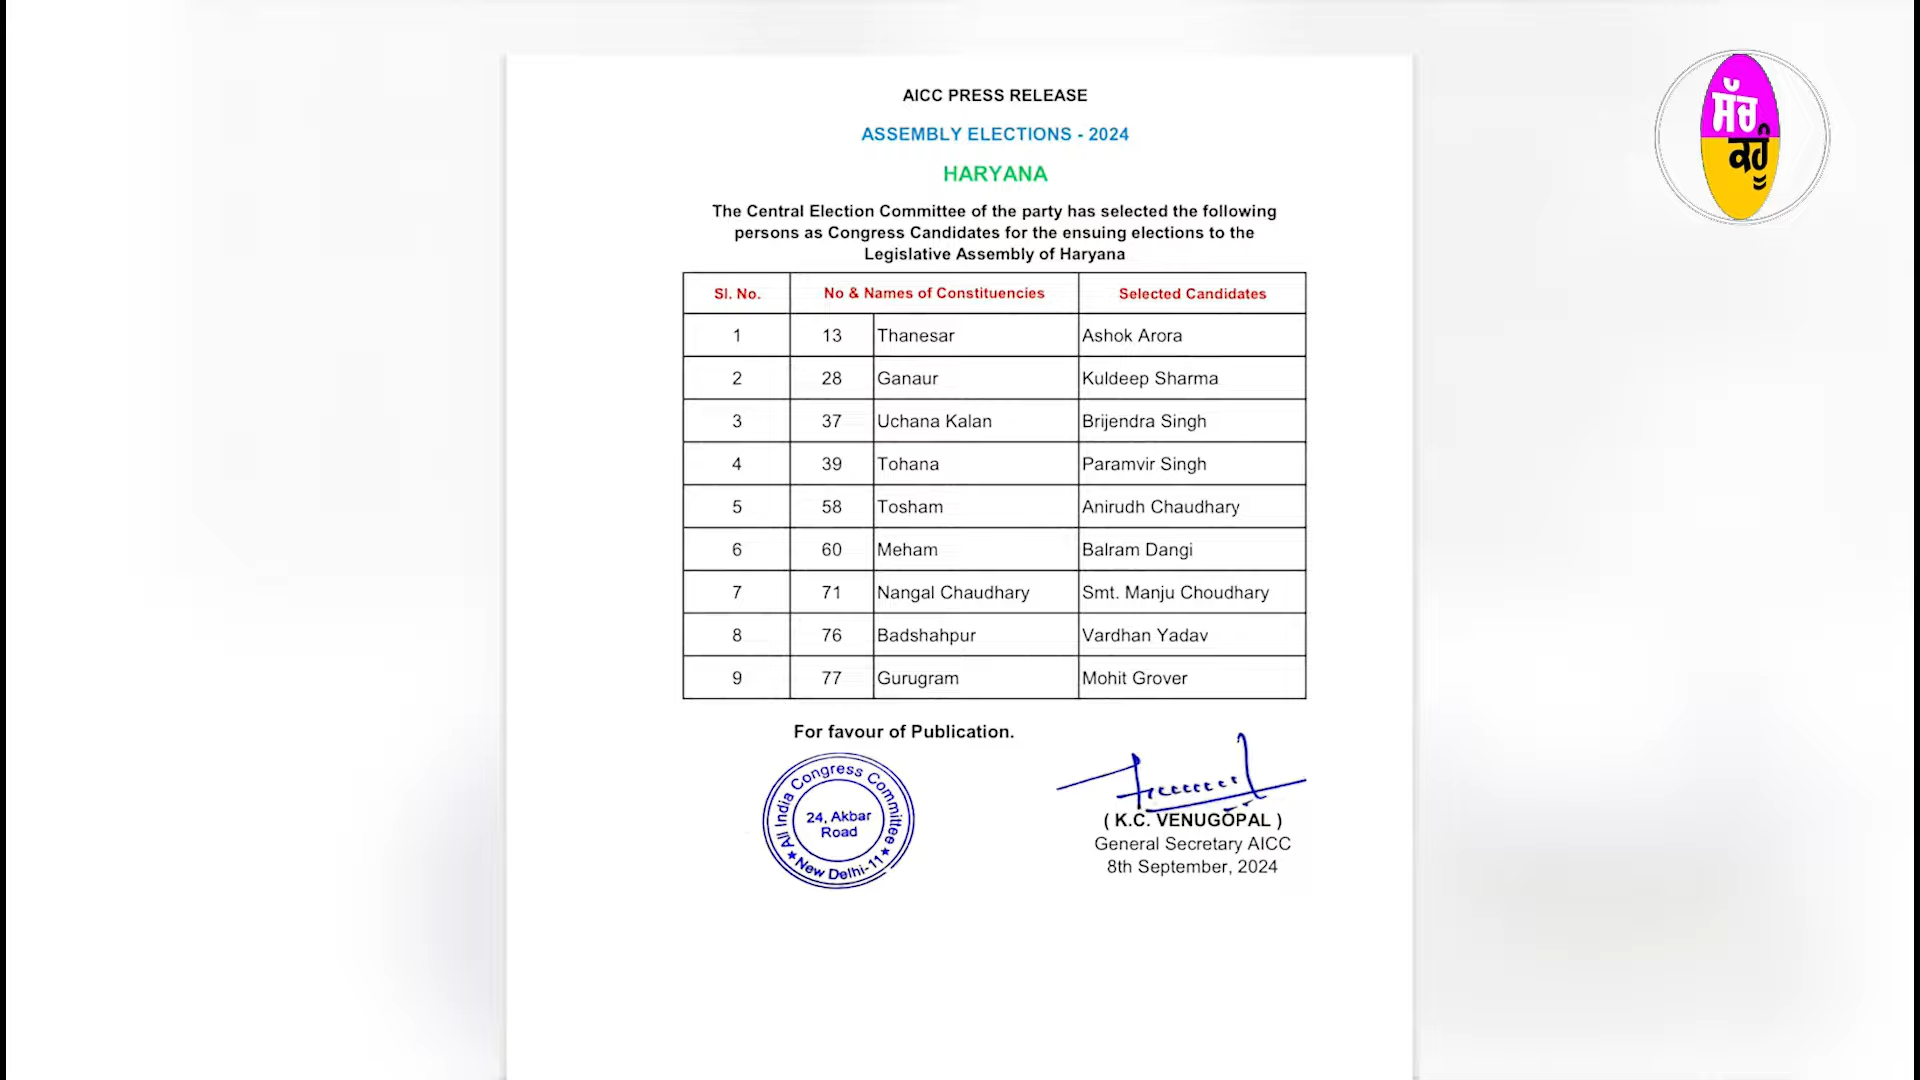 AICC PRESS RELEASE
ASSEMBLY ELECTIONS - 2024
HARYANA
The Central Election Committee of the party has selected the following
persons as Congress Candidates for the ensuing elections to the
Legislative Assembly of Haryana
Sl. No. No & Names of Constituencies Selected Candidates
1 13 Thanesar Ashok Arora
2 28 Ganaur Kuldeep Sharma
3 37 Uchana Kalan Brijendra Singh
4 39 Tohana Paramvir Singh
5 58 Tosham Anirudh Chaudhary
6 60 Meham Balram Dangi
7 71 Nangal Chaudhary Smt. Manju Choudhary
8 76 Badshahpur Vardhan Yadav
9 77 Gurugram Mohit Grover
For favour of Publication.
All India Congress Committee
24, Akbar
Road
★ New Delhi-11 ★
( K.C. VENUGOPAL )
General Secretary AICC
8th September, 2024
ਸੱਚ
ਕਹੂੰ